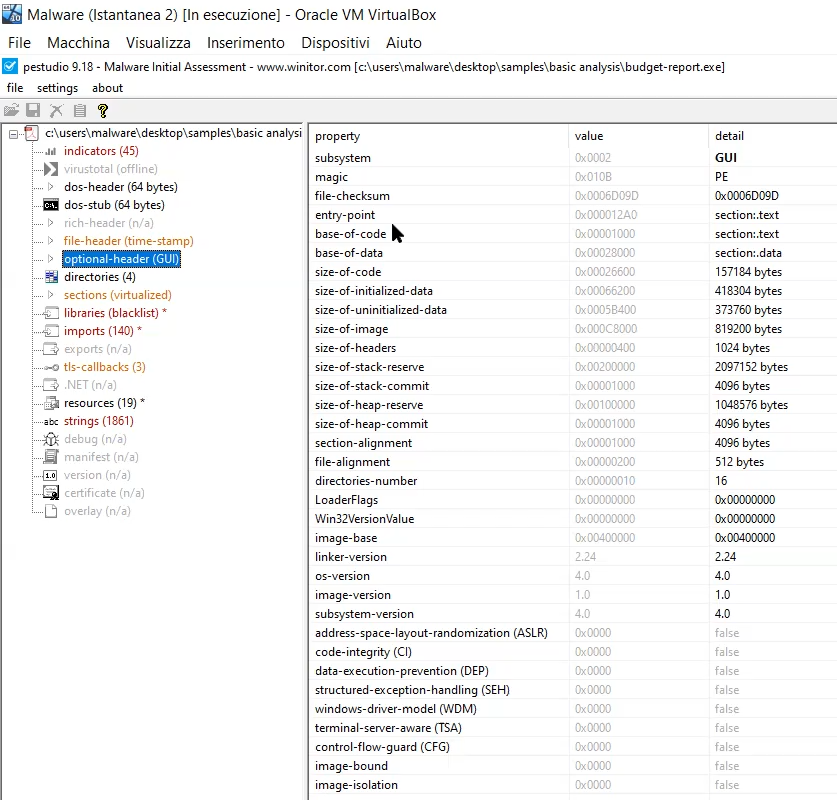 Malware (Istantanea 2) [In esecuzione] - Oracle VM VirtualBox
File Macchina Visualizza Inserimento Dispositivi Aiuto
pestudio 9.18 - Malware Initial Assessment - www.winitor.com [c:\users\malware\desktop\samples\basic analysis\budget-report.exe]
file settings about
c:\users\malware\desktop\samples\basic analysi
indicators (45)
virustotal (offline)
dos-header (64 bytes)
dos-stub (64 bytes)
rich-header (n/a)
file-header (time-stamp)
optional-header (GUI)
directories (4)
sections (virtualized)
libraries (blacklist) *
imports (140) *
exports (n/a)
tls-callbacks (3)
.NET (n/a)
resources (19) *
abc strings (1861)
debug (n/a)
manifest (n/a)
1.0 version (n/a)
certificate (n/a)
overlay (n/a)
property value detail
subsystem 0x0002 GUI
magic 0x010B PE
file-checksum 0x0006D09D 0x0006D09D
entry-point 0x000012A0 section:.text
base-of-code 0x00001000 section:.text
base-of-data 0x00028000 section:.data
size-of-code 0x00026600 157184 bytes
size-of-initialized-data 0x00066200 418304 bytes
size-of-uninitialized-data 0x0005B400 373760 bytes
size-of-image 0x000C8000 819200 bytes
size-of-headers 0x00000400 1024 bytes
size-of-stack-reserve 0x00200000 2097152 bytes
size-of-stack-commit 0x00001000 4096 bytes
size-of-heap-reserve 0x00100000 1048576 bytes
size-of-heap-commit 0x00001000 4096 bytes
section-alignment 0x00001000 4096 bytes
file-alignment 0x00000200 512 bytes
directories-number 0x00000010 16
LoaderFlags 0x00000000 0x00000000
Win32VersionValue 0x00000000 0x00000000
image-base 0x00400000 0x00400000
linker-version 2.24 2.24
os-version 4.0 4.0
image-version 1.0 1.0
subsystem-version 4.0 4.0
address-space-layout-randomization (ASLR) 0x0000 false
code-integrity (CI) 0x0000 false
data-execution-prevention (DEP) 0x0000 false
structured-exception-handling (SEH) 0x0000 false
windows-driver-model (WDM) 0x0000 false
terminal-server-aware (TSA) 0x0000 false
control-flow-guard (CFG) 0x0000 false
image-bound 0x0000 false
image-isolation 0x0000 false